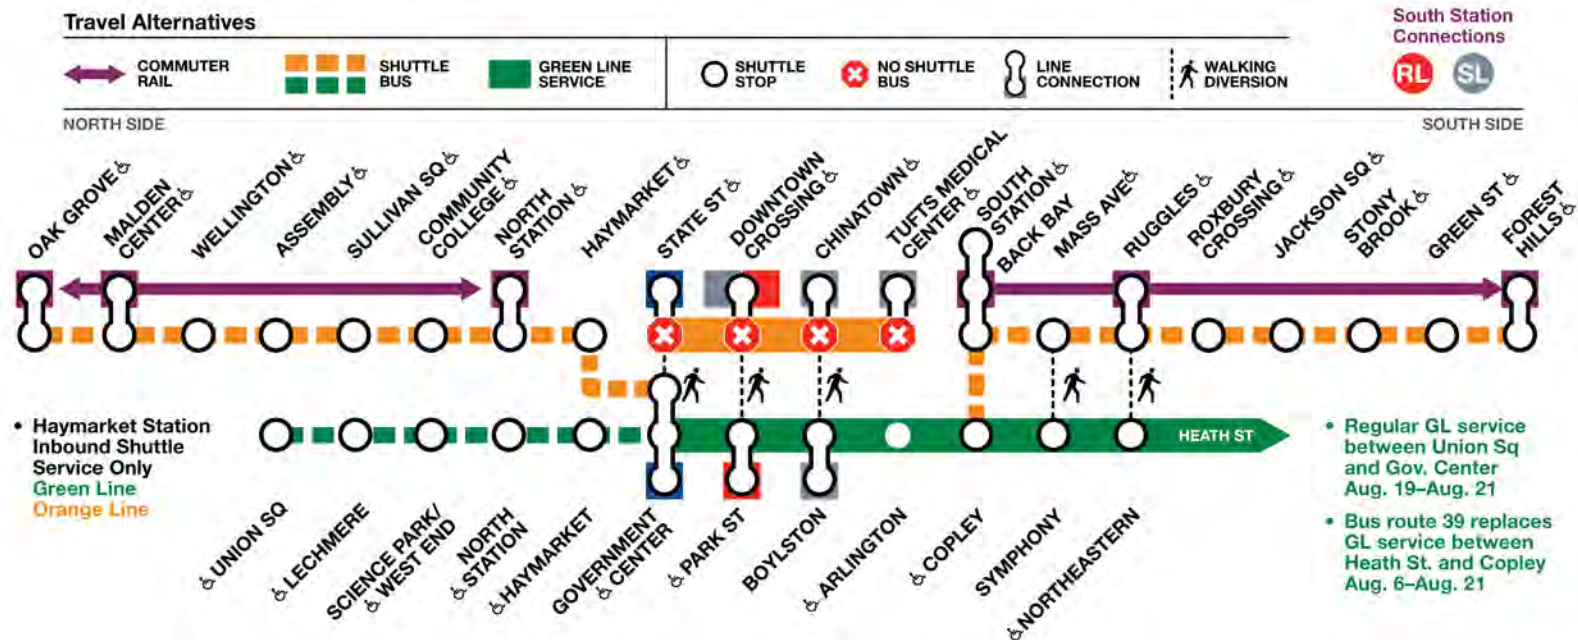 Travel Alternatives
South Station
Connections
COMMUTER
RAIL
SHUTTLE
BUS
GREEN LINE
SERVICE
SHUTTLE
STOP
NO SHUTTLE
BUS
LINE
CONNECTION
WALKING
DIVERSION
RL
SL
NORTH SIDE
SOUTH SIDE
OAK GROVE
MALDEN
CENTER
WELLINGTON
ASSEMBLY
SULLIVAN SQ
COMMUNITY
COLLEGE
NORTH
STATION
HAYMARKET
STATE ST
DOWNTOWN
CROSSING
CHINATOWN
TUFTS MEDICAL
CENTER
SOUTH
STATION
BACK BAY
MASS AVE
RUGGLES
ROXBURY
CROSSING
JACKSON SQ
STONY
BROOK
GREEN ST
FOREST
HILLS
• Haymarket Station
Inbound Shuttle
Service Only
Green Line
Orange Line
HEATH ST
• Regular GL service
between Union Sq
and Gov. Center
Aug. 19–Aug. 21
• Bus route 39 replaces
GL service between
Heath St. and Copley
Aug. 6–Aug. 21
UNION SQ
LECHMERE
SCIENCE PARK/
WEST END
NORTH
STATION
HAYMARKET
GOVERNMENT
CENTER
PARK ST
BOYLSTON
ARLINGTON
COPLEY
SYMPHONY
NORTHEASTERN